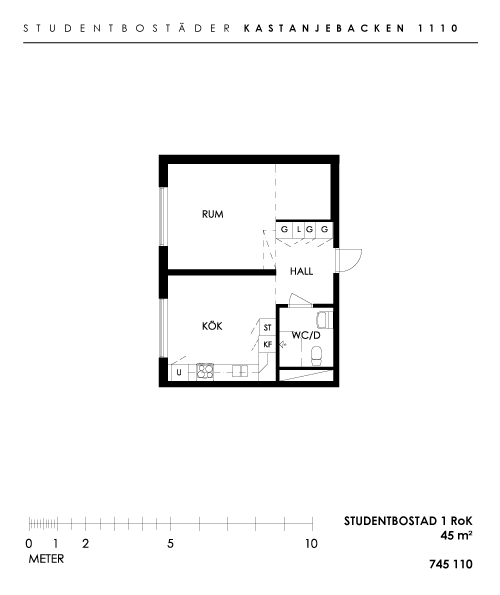 STUDENTBOSTÄDER KASTANJEBACKEN 1110
RUM
G L G G
HALL
KÖK
ST
WC/D
KF
U
0 1 2 5 10
METER
STUDENTBOSTAD 1 RoK
45 m²
745 110